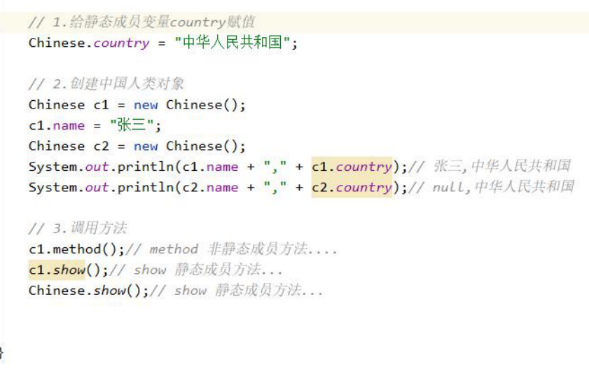 // 1.给静态成员变量country赋值
Chinese.country = "中华人民共和国";
// 2.创建中国人类对象
Chinese c1 = new Chinese();
c1.name = "张三";
Chinese c2 = new Chinese();
System.out.println(c1.name + "," + c1.country);// 张三,中华人民共和国
System.out.println(c2.name + "," + c2.country);// null,中华人民共和国
// 3.调用方法
c1.method();// method 非静态成员方法....
c1.show();// show 静态成员方法...
Chinese.show();// show 静态成员方法...
}